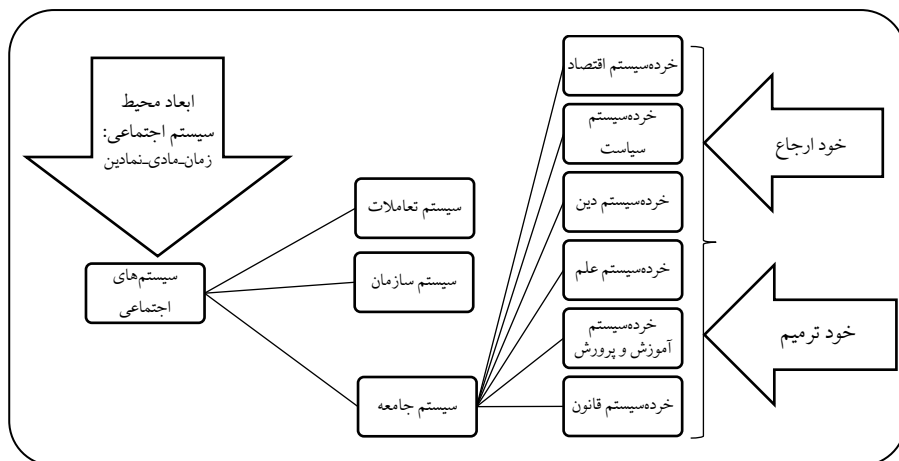 ابعاد محیط
سیستم اجتماعی:
زمان-مادی-نمادین
سیستم‌های
اجتماعی
سیستم تعاملات
سیستم سازمان
سیستم جامعه
خرده‌سیستم اقتصاد
خرده‌سیستم
سیاست
خرده‌سیستم دین
خرده‌سیستم علم
خرده‌سیستم
آموزش و پرورش
خرده‌سیستم قانون
خود ارجاع
خود ترمیم